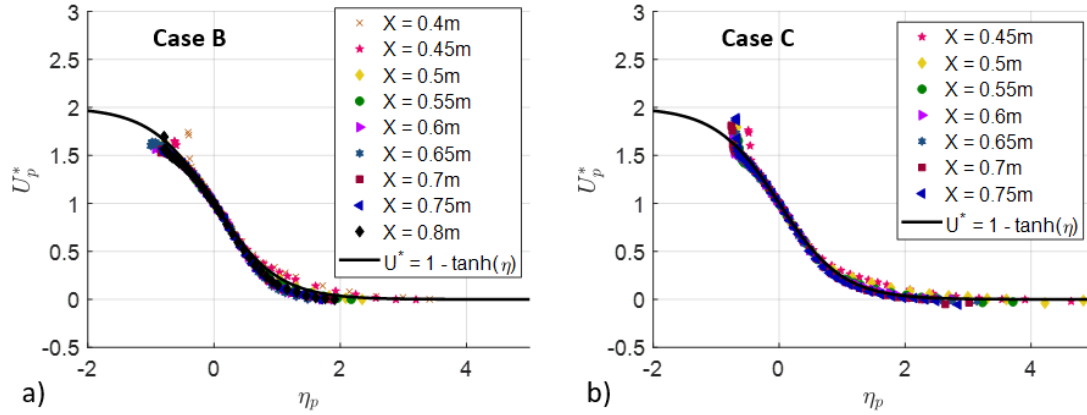 Case B
3
2.5
2
1.5
1
0.5
0
-0.5
-2
0
2
4
U*p
ηp
X = 0.4m
X = 0.45m
X = 0.5m
X = 0.55m
X = 0.6m
X = 0.65m
X = 0.7m
X = 0.75m
X = 0.8m
U* = 1 - tanh(η)
a)
Case C
3
2.5
2
1.5
1
0.5
0
-0.5
-2
0
2
4
U*p
ηp
X = 0.45m
X = 0.5m
X = 0.55m
X = 0.6m
X = 0.65m
X = 0.7m
X = 0.75m
U* = 1 - tanh(η)
b)